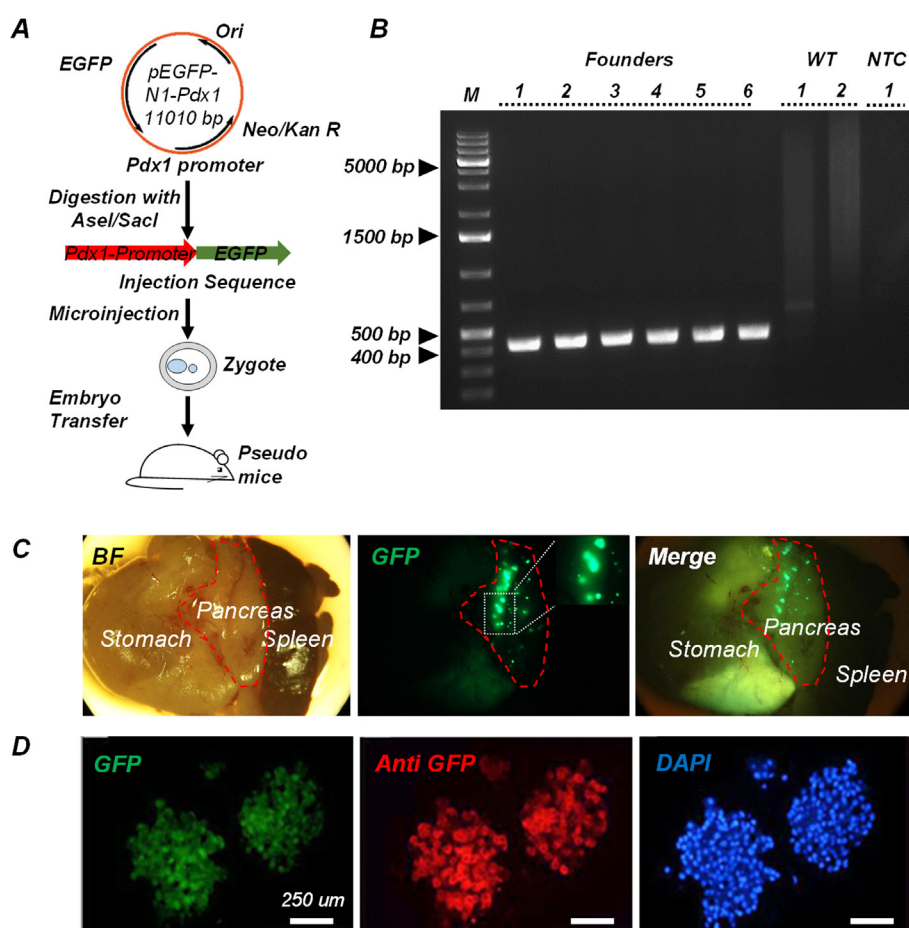 A
Ori
EGFP
pEGFP-
N1-Pdx1
11010 bp
Neo/Kan R
Pdx1 promoter
Digestion with
AseI/SacI
Pdx1-Promoter
EGFP
Injection Sequence
Microinjection
Zygote
Embryo
Transfer
Pseudo
mice
B
Founders
WT
NTC
M
1
2
3
4
5
6
1
2
1
5000 bp
1500 bp
500 bp
400 bp
C
BF
'Pancreas
Stomach
Spleen
GFP
Merge
Pancreas
Stomach
Spleen
D
GFP
250 um
Anti GFP
DAPI